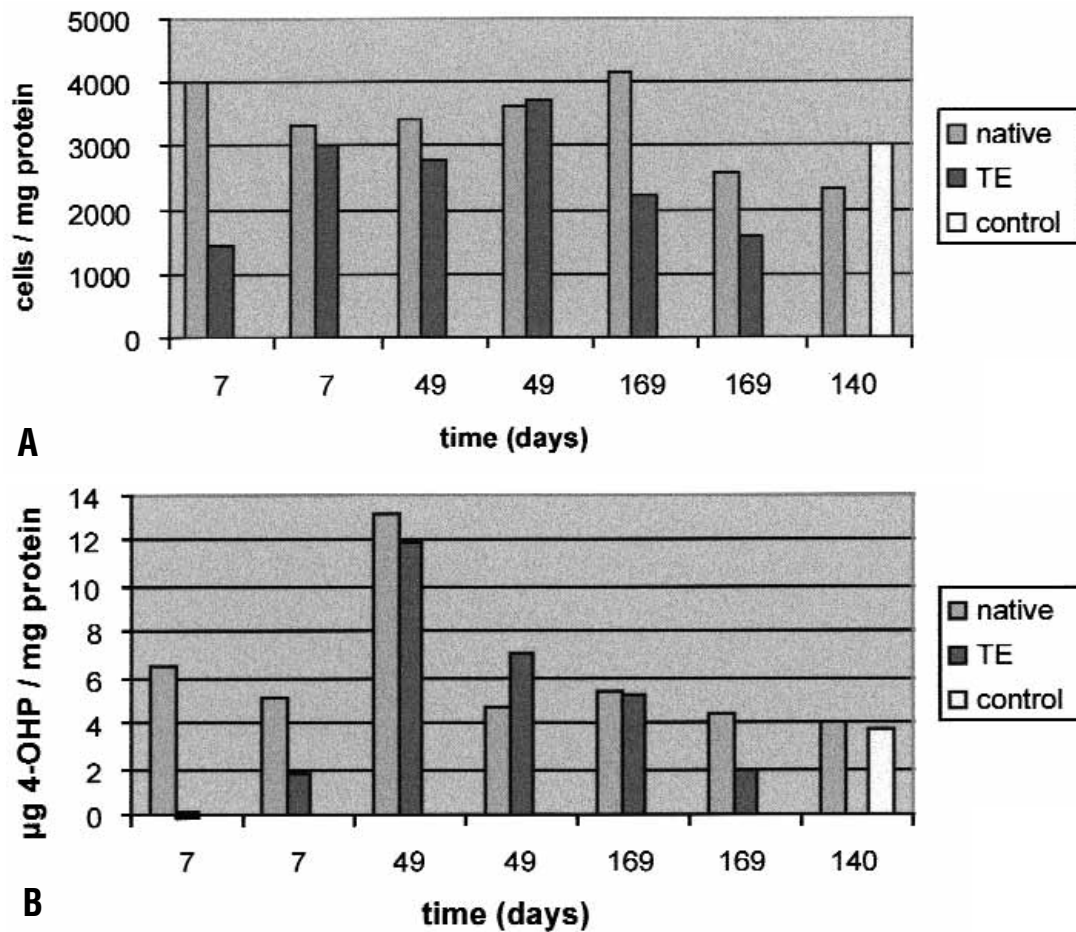 5000
4000
3000
2000
1000
0
cells / mg protein
7 7 49 49 169 169 140
time (days)
native
TE
control
A
14
12
10
8
6
4
2
0
µg 4-OHP / mg protein
7 7 49 49 169 169 140
time (days)
native
TE
control
B